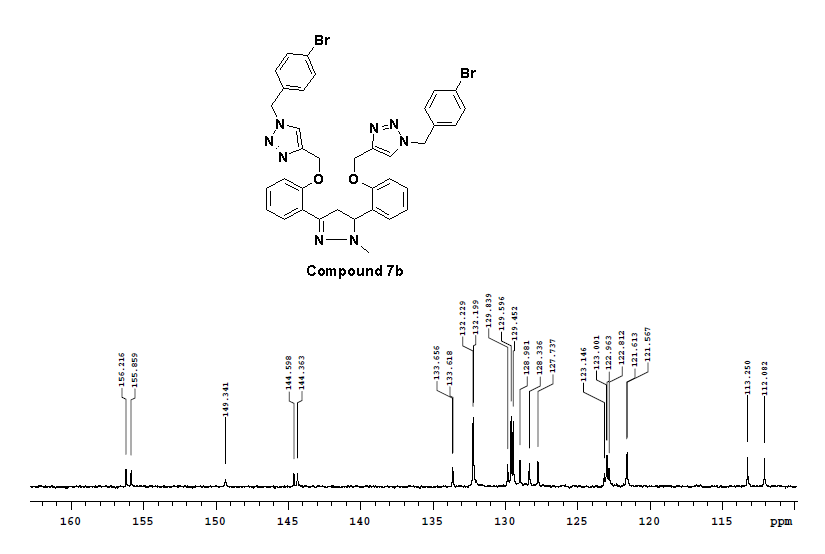 Br
Br
N
N
N
N
N
N
O
O
N
N
Compound 7b
156.216
155.859
149.341
144.598
144.363
133.656
133.618
132.229
132.199
129.839
129.596
129.452
128.981
128.336
127.737
123.146
123.001
122.963
122.812
121.613
121.567
113.250
112.082
160 155 150 145 140 135 130 125 120 115 ppm